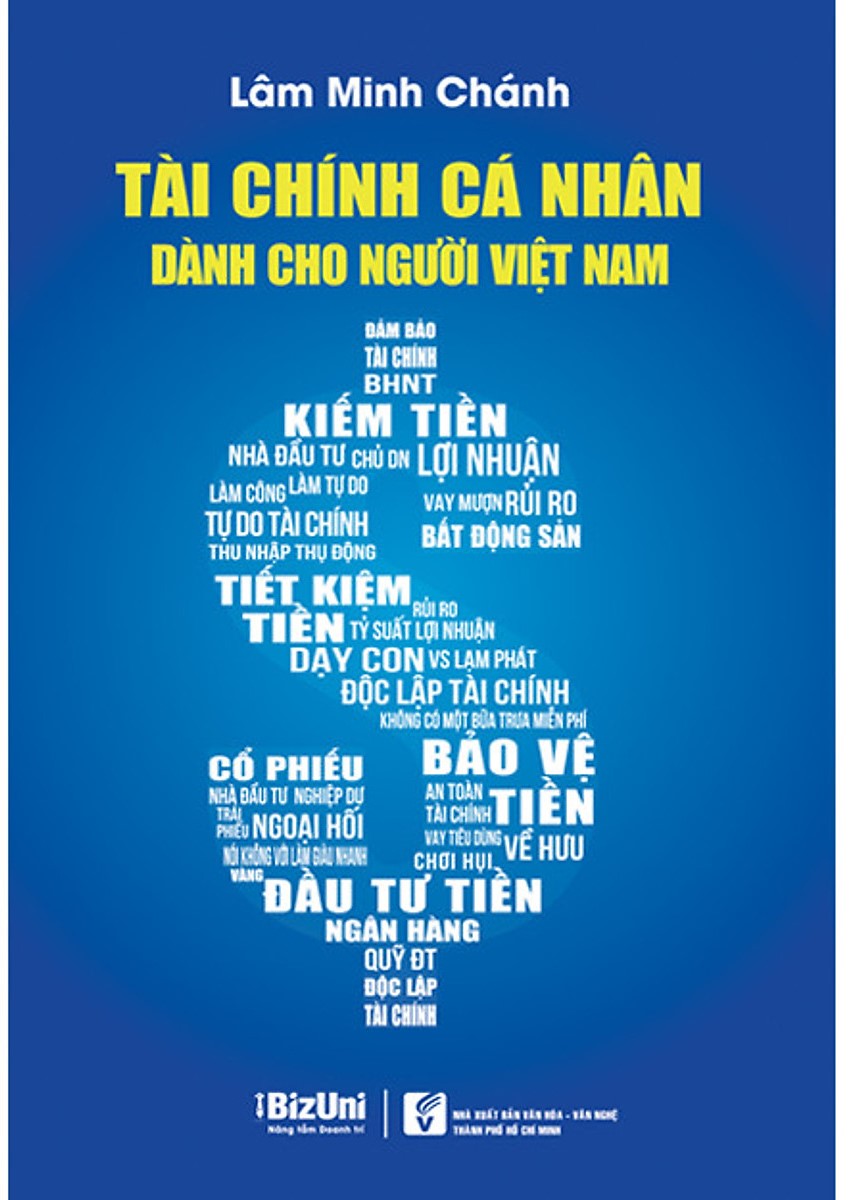 Lâm Minh Chánh
TÀI CHÍNH CÁ NHÂN
DÀNH CHO NGƯỜI VIỆT NAM
ĐẢM BẢO
TÀI CHÍNH
BHNT
KIẾM TIỀN
NHÀ ĐẦU TƯ CHỦ DN LỢI NHUẬN
LÀM CÔNG LÀM TỰ DO
VAY MƯỢN RỦI RO
TỰ DO TÀI CHÍNH
BẤT ĐỘNG SẢN
THU NHẬP THỤ ĐỘNG
TIẾT KIỆM
RỦI RO
TIỀN TỶ SUẤT LỢI NHUẬN
DẠY CON VS LẠM PHÁT
ĐỘC LẬP TÀI CHÍNH
KHÔNG CÓ MỘT BỮA TRƯA MIỄN PHÍ
CỔ PHIẾU
NHÀ ĐẦU TƯ NGHIỆP DƯ
TRÁI
PHIẾU NGOẠI HỐI
NÓI KHÔNG VỚI LÀM GIÀU NHANH
VÀNG
BẢO VỆ
AN TOÀN
TÀI CHÍNH TIỀN
VAY TIÊU DÙNG VỀ HƯU
CHƠI HỤI
ĐẦU TƯ TIỀN
NGÂN HÀNG
QUỸ ĐT
ĐỘC LẬP
TÀI CHÍNH
BizUni
Nâng tầm Doanh trí
NHÀ XUẤT BẢN VĂN HÓA - VĂN NGHỆ
THÀNH PHỐ HỒ CHÍ MINH